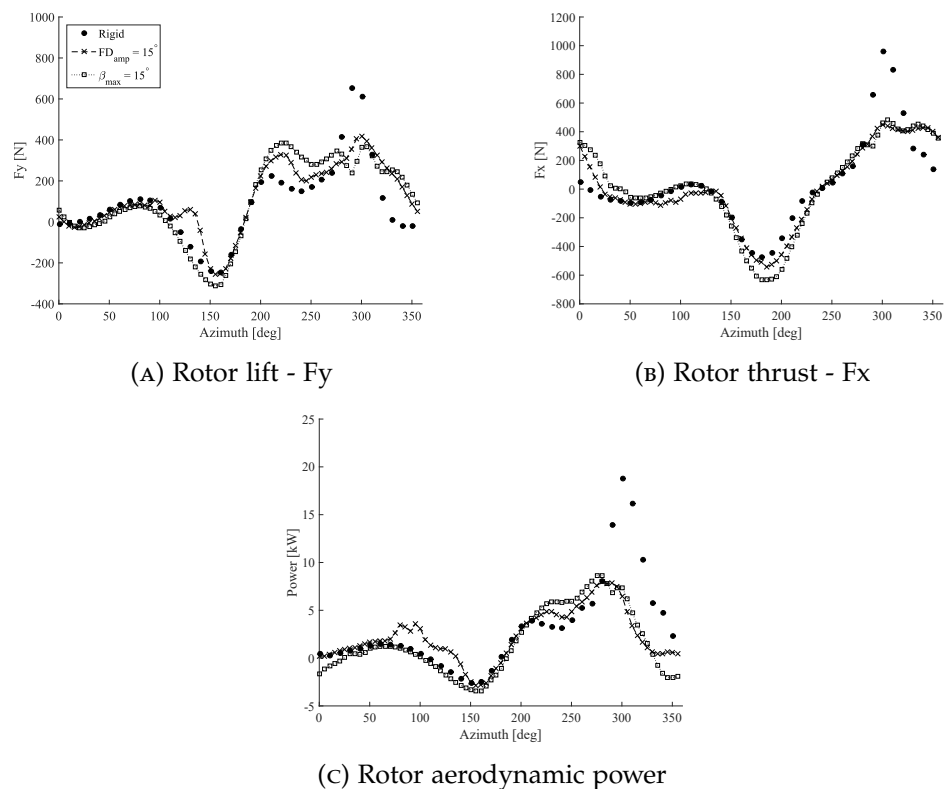 1000
800
600
400
200
0
-200
-400
Fy [N]
0 50 100 150 200 250 300 350
Azimuth [deg]
Rigid
FD_amp = 15°
β_max = 15°
(A) Rotor lift - Fy
1200
1000
800
600
400
200
0
-200
-400
-600
-800
Fx [N]
0 50 100 150 200 250 300 350
Azimuth [deg]
(B) Rotor thrust - Fx
25
20
15
10
5
0
-5
Power [kW]
0 50 100 150 200 250 300 350
Azimuth [deg]
(C) Rotor aerodynamic power